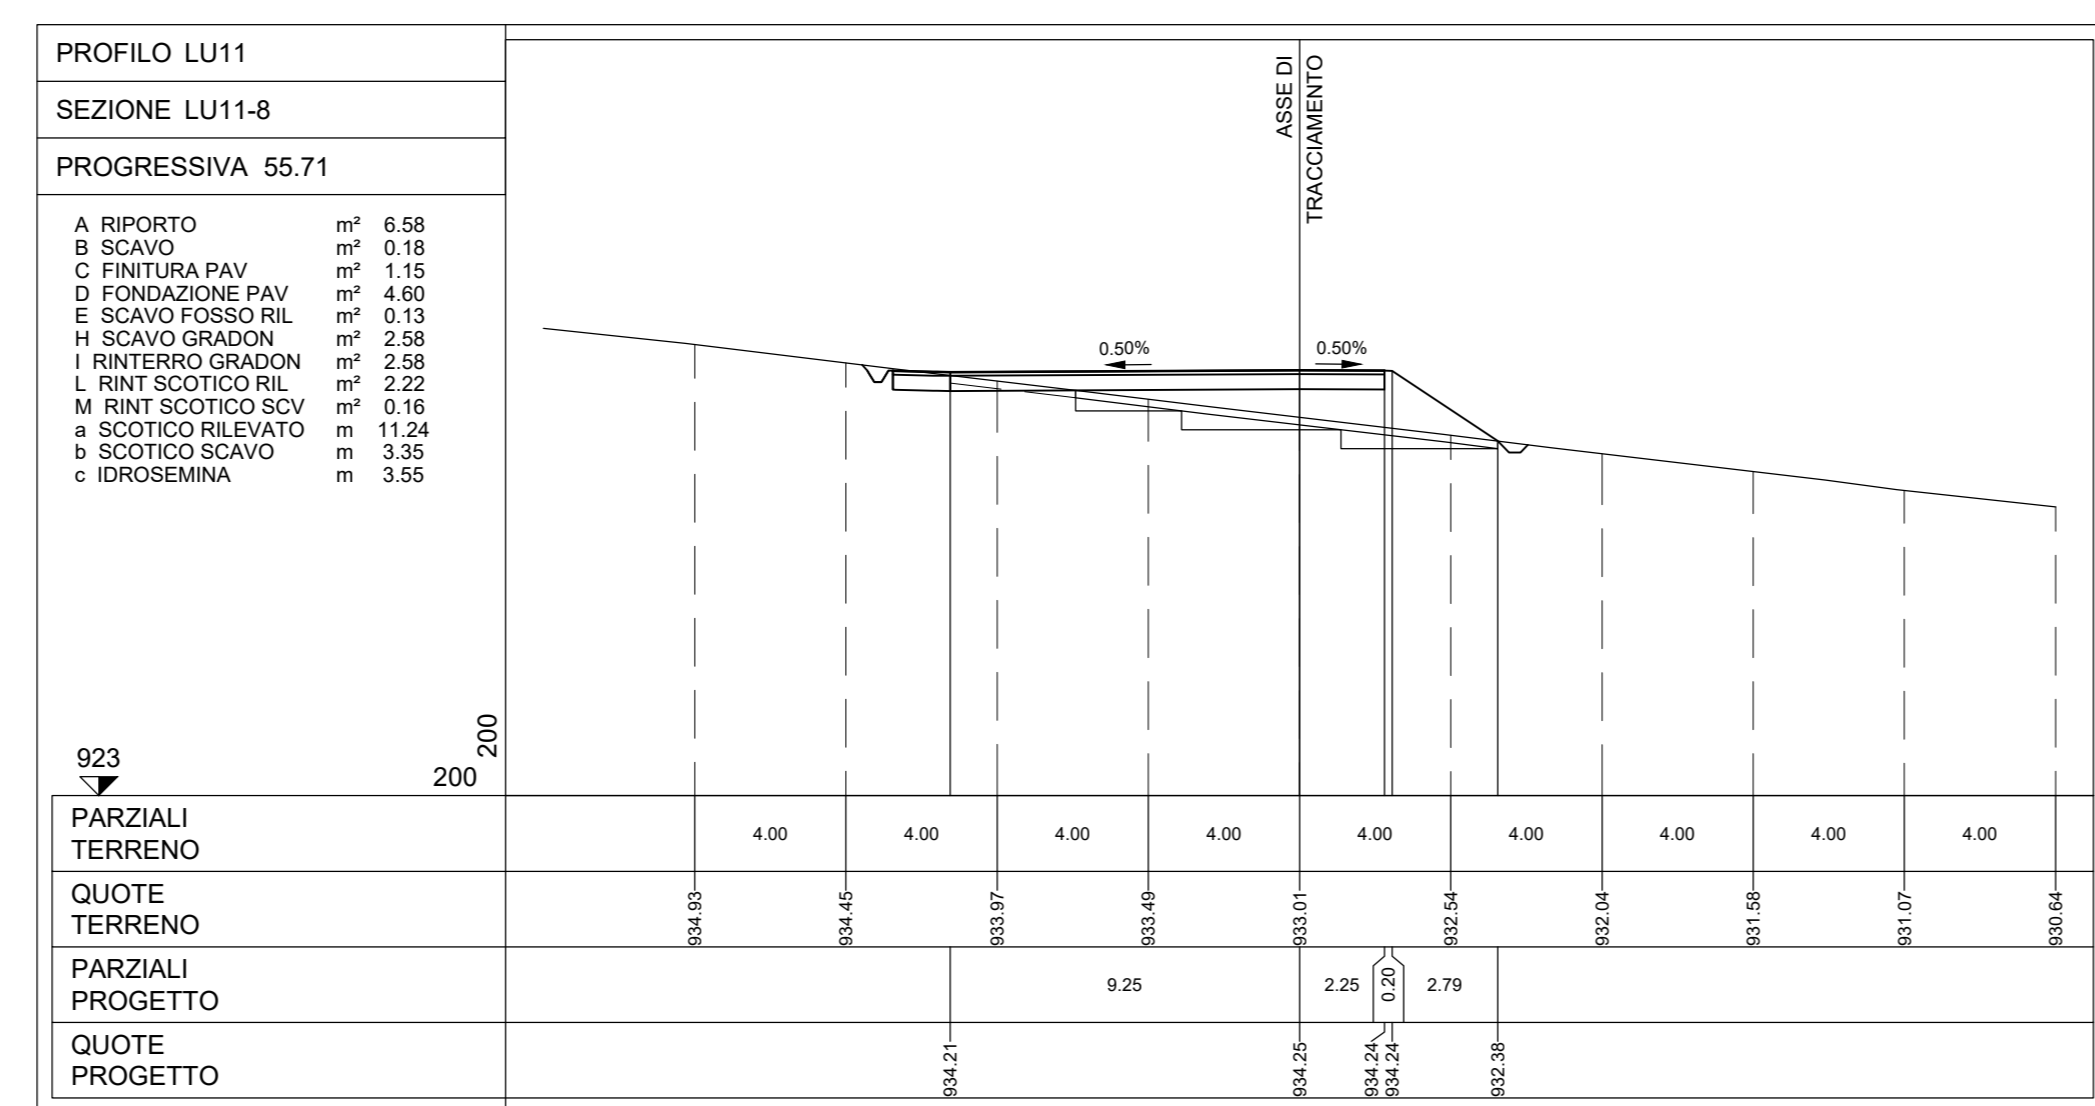 PROFILO LU11
SEZIONE LU11-8
PROGRESSIVA 55.71
A RIPORTO m² 6.58
B SCAVO m² 0.18
C FINITURA PAV m² 1.15
D FONDAZIONE PAV m² 4.60
E SCAVO FOSSO RIL m² 0.13
H SCAVO GRADON m² 2.58
I RINTERRO GRADON m² 2.58
L RINT SCOTICO RIL m² 2.22
M RINT SCOTICO SCV m² 0.16
a SCOTICO RILEVATO m 11.24
b SCOTICO SCAVO m 3.35
c IDROSEMINA m 3.55
ASSE DI
TRACCIAMENTO
0.50% 0.50%
923
200
200
PARZIALI
TERRENO
4.00 4.00 4.00 4.00 4.00 4.00 4.00 4.00 4.00
QUOTE
TERRENO
934.93 934.45 933.97 933.49 933.01 932.54 932.04 931.58 931.07 930.64
PARZIALI
PROGETTO
9.25 2.25 0.20 2.79
QUOTE
PROGETTO
934.21 934.25 934.24 934.24 932.38